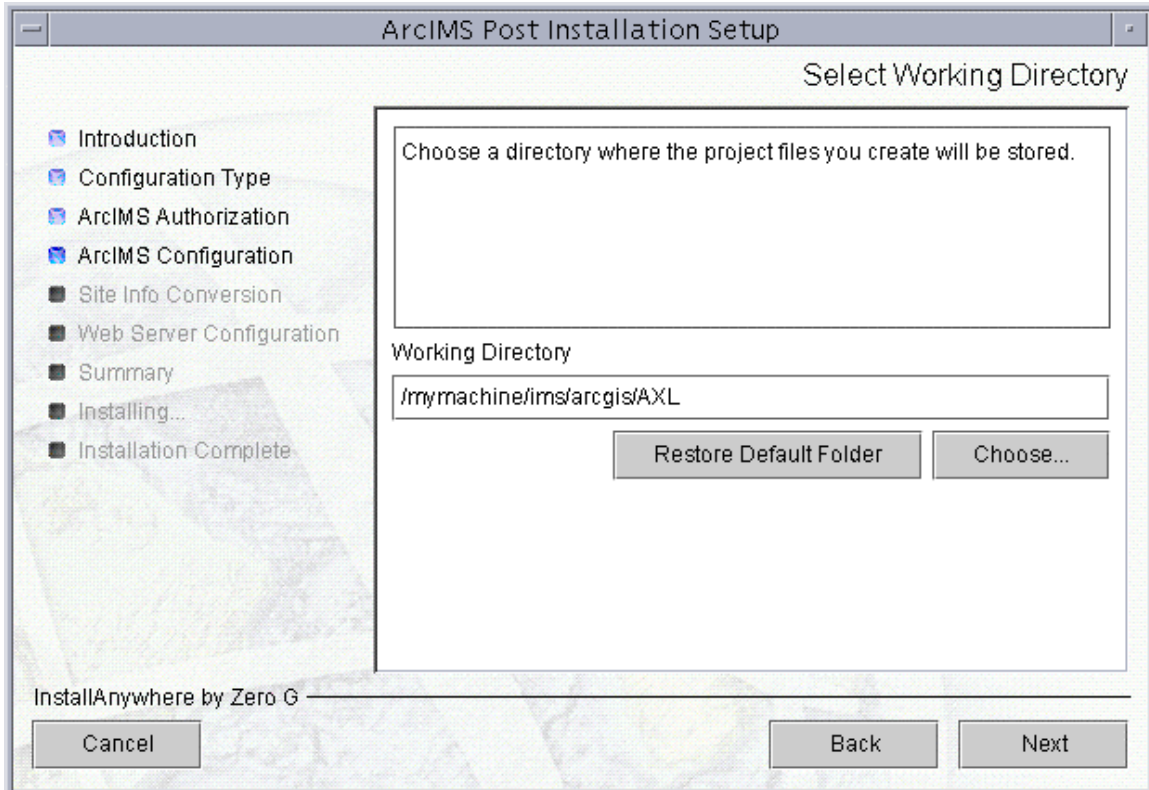 ArcIMS Post Installation Setup
Select Working Directory
Introduction
Configuration Type
ArcIMS Authorization
ArcIMS Configuration
Site Info Conversion
Web Server Configuration
Summary
Installing...
Installation Complete
Choose a directory where the project files you create will be stored.
Working Directory
/mymachine/ims/arcgis/AXL
Restore Default Folder
Choose...
InstallAnywhere by Zero G
Cancel
Back
Next